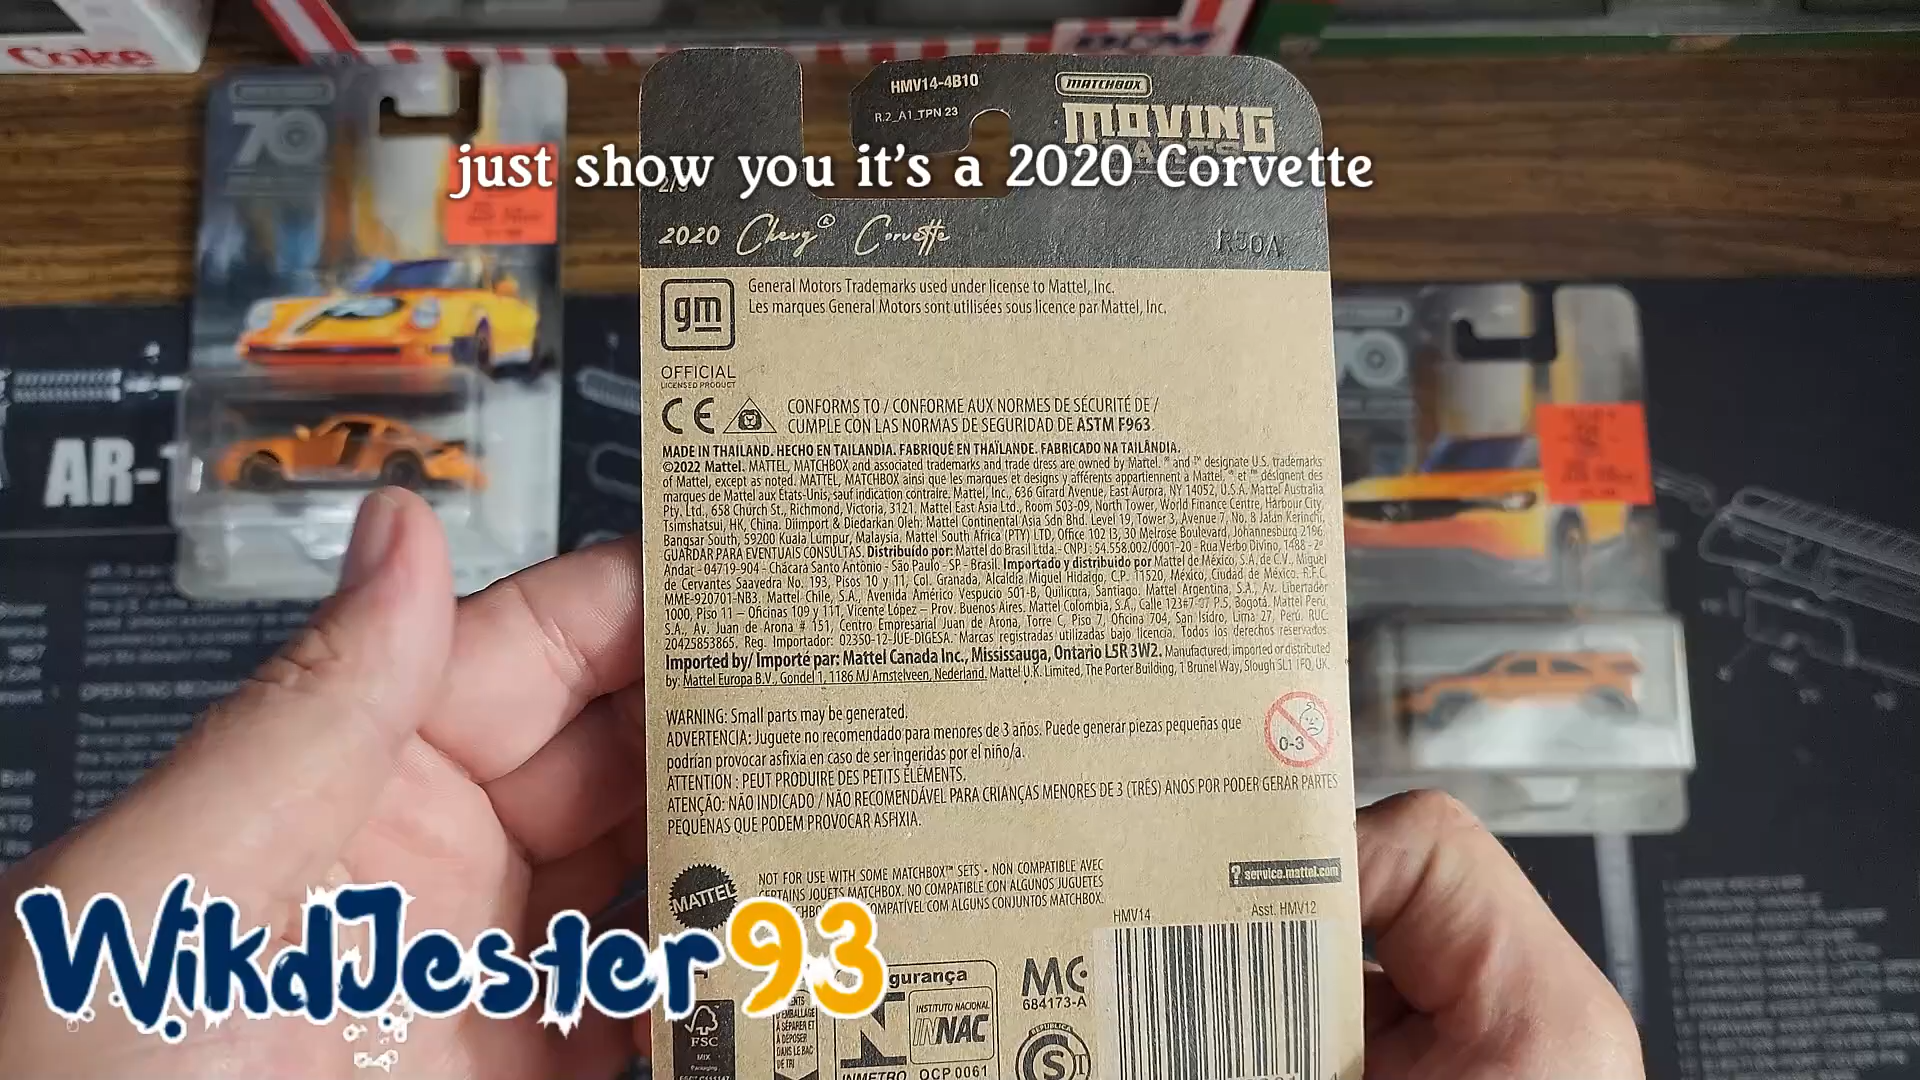 Coke
DCM
HMV14-4B10
MATCHBOX
R.2_A1_TPN 23
MOVING
70
just show you it's a 2020 Corvette
2020 Chevy® Corvette
R50A
gm
General Motors Trademarks used under license to Mattel, Inc.
Les marques General Motors sont utilisées sous licence par Mattel, Inc.
OFFICIAL
LICENSED PRODUCT
CE
CONFORMS TO / CONFORME AUX NORMES DE SÉCURITÉ DE /
CUMPLE CON LAS NORMAS DE SEGURIDAD DE ASTM F963.
MADE IN THAILAND. HECHO EN TAILANDIA. FABRIQUÉ EN THAÏLANDE. FABRICADO NA TAILÂNDIA.
©2022 Mattel. MATTEL, MATCHBOX and associated trademarks and trade dress are owned by Mattel. ® and ™ designate U.S. trademarks
of Mattel, except as noted. MATTEL, MATCHBOX ainsi que les marques et designs y afférents appartiennent à Mattel. ® et ™ désignent des
marques de Mattel aux États-Unis, sauf indication contraire. Mattel, Inc., 636 Girard Avenue, East Aurora, NY 14052, U.S.A. Mattel Australia
Pty. Ltd., 658 Church St., Richmond, Victoria, 3121. Mattel East Asia Ltd., Room 503-09, North Tower, World Finance Centre, Harbour City,
Tsimshatsui, HK, China. Diimport & Diedarkan Oleh: Mattel Continental Asia Sdn Bhd. Level 19, Tower 3, Avenue 7, No. 8 Jalan Kerinchi,
Bangsar South, 59200 Kuala Lumpur, Malaysia. Mattel South Africa (PTY) LTD, Office 102 I3, 30 Melrose Boulevard, Johannesburg 2196.
GUARDAR PARA EVENTUAIS CONSULTAS. Distribuído por: Mattel do Brasil Ltda. - CNPJ : 54.558.002/0001-20 - Rua Verbo Divino, 1488 - 2º
Andar - 04719-904 - Chácara Santo Antônio - São Paulo - SP - Brasil. Importado y distribuido por Mattel de México, S.A. de C.V., Miguel
de Cervantes Saavedra No. 193, Pisos 10 y 11, Col. Granada, Alcaldía Miguel Hidalgo, C.P. 11520, México, Ciudad de México. R.F.C.
MME-920701-NB3. Mattel Chile, S.A., Avenida Américo Vespucio 501-B, Quilicura, Santiago. Mattel Argentina, S.A., Av. Libertador
1000, Piso 11 – Oficinas 109 y 111, Vicente López – Prov. Buenos Aires. Mattel Colombia, S.A., Calle 123#7-07 P.5, Bogotá. Mattel Perú,
S.A., Av. Juan de Arona # 151, Centro Empresarial Juan de Arona, Torre C, Piso 7, Oficina 704, San Isidro, Lima 27, Perú. RUC:
20425853865, Reg. Importador: 02350-12-JUE-DIGESA. Marcas registradas utilizadas bajo licencia. Todos los derechos reservados.
Imported by/ Importé par: Mattel Canada Inc., Mississauga, Ontario L5R 3W2. Manufactured, imported or distributed
by: Mattel Europa B.V., Gondel 1, 1186 MJ Amstelveen, Nederland. Mattel U.K. Limited, The Porter Building, 1 Brunel Way, Slough SL1 1FQ, UK.
WARNING: Small parts may be generated.
ADVERTENCIA: Juguete no recomendado para menores de 3 años. Puede generar piezas pequeñas que
podrían provocar asfixia en caso de ser ingeridas por el niño/a.
0-3
ATTENTION : PEUT PRODUIRE DES PETITS ÉLÉMENTS.
ATENÇÃO: NÃO INDICADO / NÃO RECOMENDÁVEL PARA CRIANÇAS MENORES DE 3 (TRÊS) ANOS POR PODER GERAR PARTES
PEQUENAS QUE PODEM PROVOCAR ASFIXIA.
MATTEL
NOT FOR USE WITH SOME MATCHBOX™ SETS • NON COMPATIBLE AVEC
CERTAINS JOUETS MATCHBOX. NO COMPATIBLE CON ALGUNOS JUGUETES
COMPATÍVEL COM ALGUNS CONJUNTOS MATCHBOX.
? service.mattel.com
HMV14 Asst. HMV12
AR-1
WikdJester93
gurança
INSTITUTO NACIONAL
INNAC
INMETRO OCP 0061
MC
684173-A
REPUBLICA
S
FSC
MIX
Packaging
D'EMBALLAGE
À SÉPARER ET
À DÉPOSER
DANS LE BAC
DE TRI